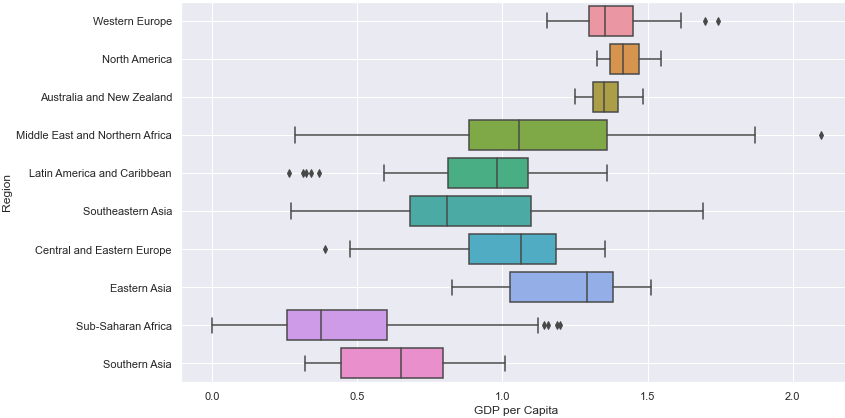 Western Europe
North America
Australia and New Zealand
Middle East and Northern Africa
Latin America and Caribbean
Southeastern Asia
Central and Eastern Europe
Eastern Asia
Sub-Saharan Africa
Southern Asia
Region
0.0 0.5 1.0 1.5 2.0
GDP per Capita